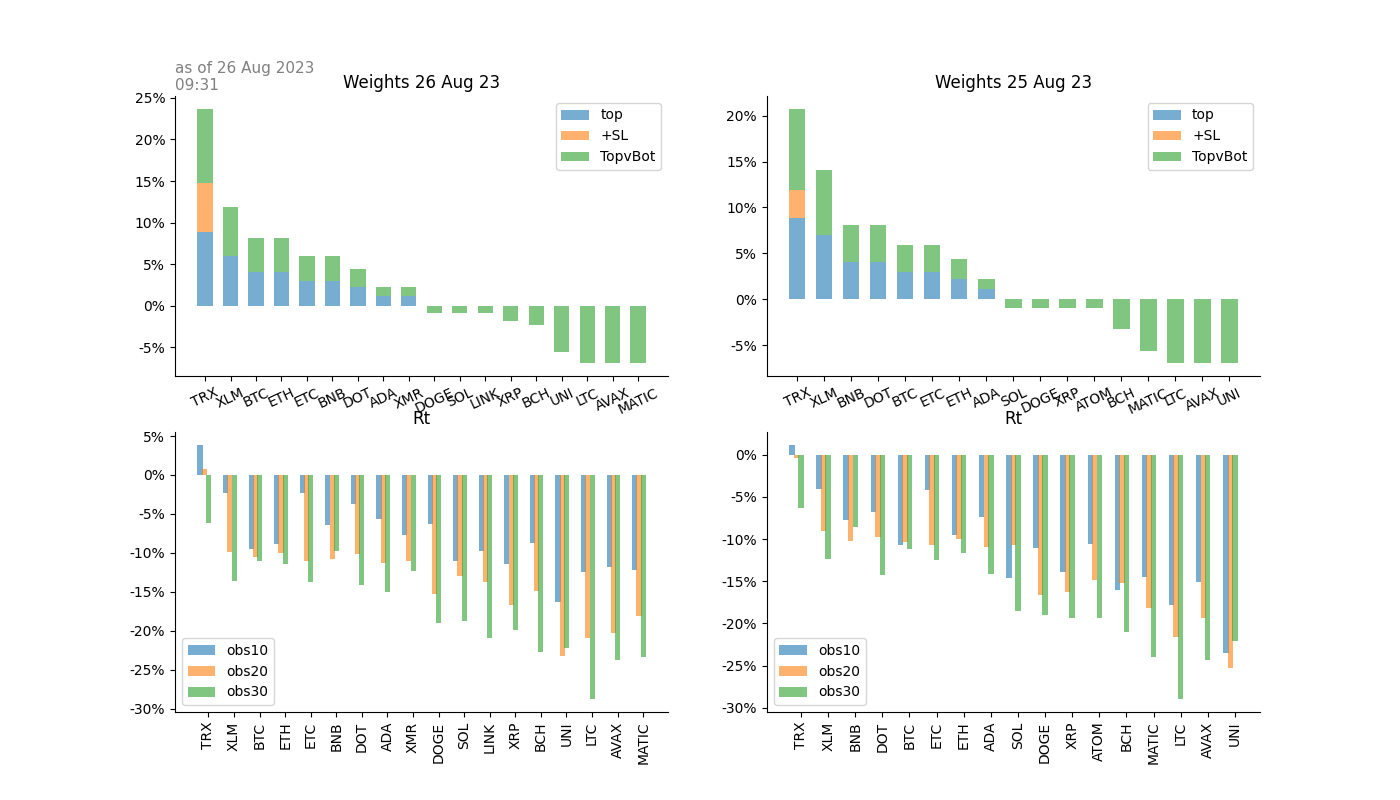 as of 26 Aug 2023
09:31
Weights 26 Aug 23
25%
20%
15%
10%
5%
0%
-5%
top
+SL
TopvBot
TRX XLM BTC ETH ETC BNB DOT ADA XMR DOGE SOL LINK XRP BCH UNI LTC AVAX MATIC
Weights 25 Aug 23
20%
15%
10%
5%
0%
-5%
top
+SL
TopvBot
TRX XLM BNB DOT BTC ETC ETH ADA SOL DOGE XRP ATOM BCH MATIC LTC AVAX UNI
Rt
5%
0%
-5%
-10%
-15%
-20%
-25%
-30%
obs10
obs20
obs30
TRX XLM BTC ETH ETC BNB DOT ADA XMR DOGE SOL LINK XRP BCH UNI LTC AVAX MATIC
Rt
0%
-5%
-10%
-15%
-20%
-25%
-30%
obs10
obs20
obs30
TRX XLM BNB DOT BTC ETC ETH ADA SOL DOGE XRP ATOM BCH MATIC LTC AVAX UNI